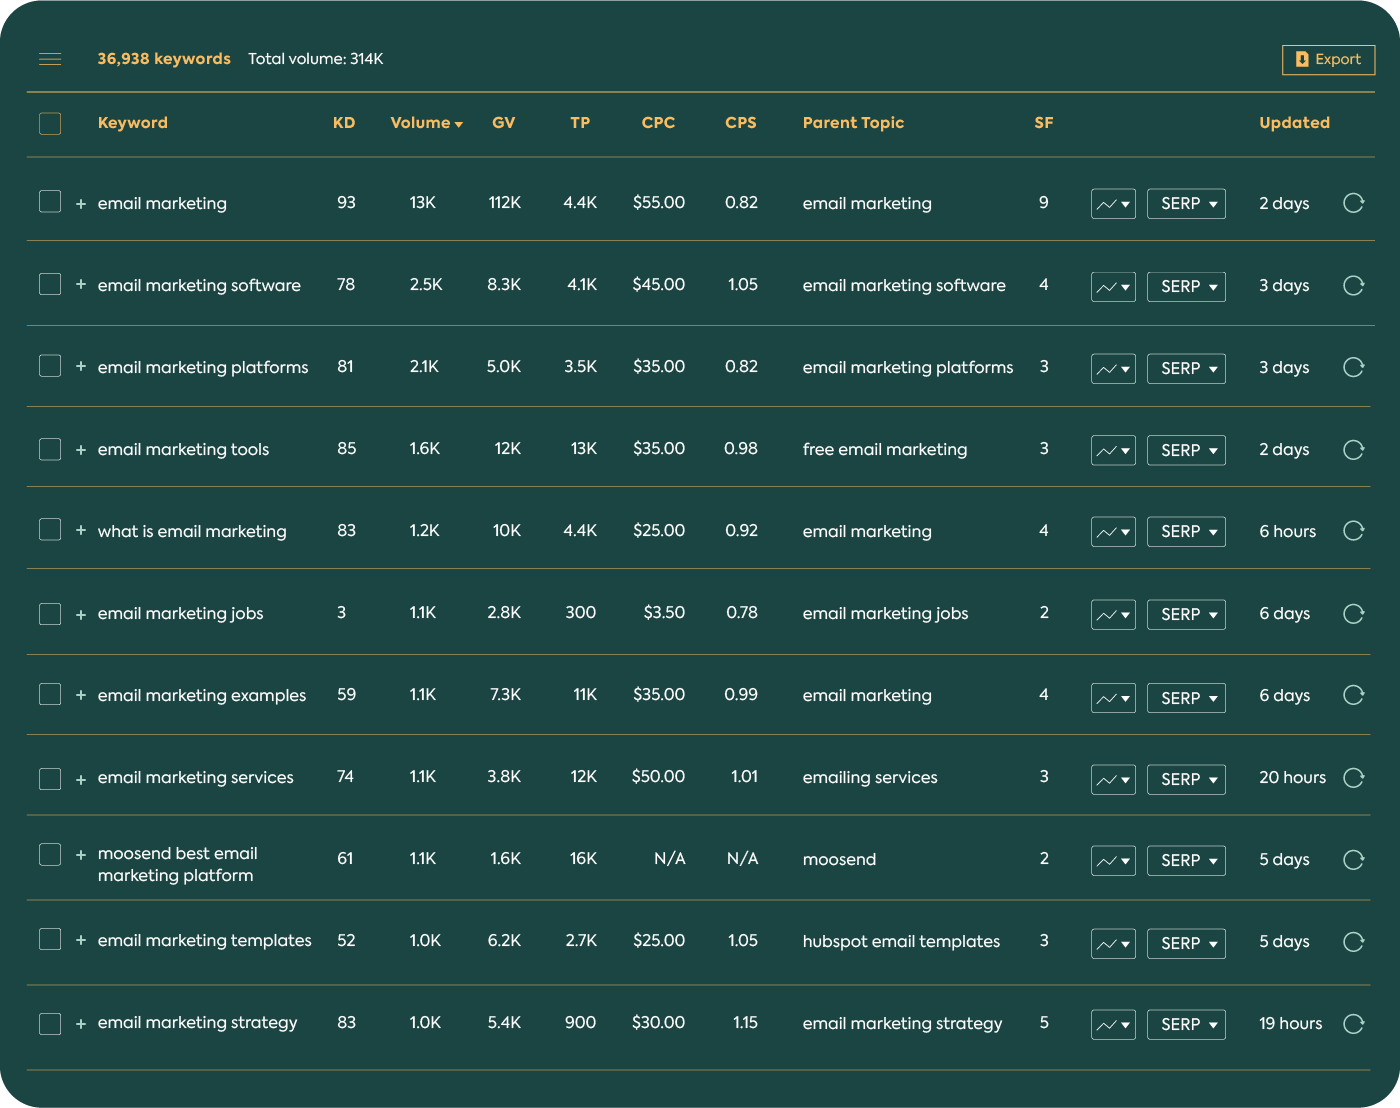 36,938 keywords Total volume: 314K Export
Keyword KD Volume GV TP CPC CPS Parent Topic SF Updated
+ email marketing 93 13K 112K 4.4K $55.00 0.82 email marketing 9 SERP 2 days
+ email marketing software 78 2.5K 8.3K 4.1K $45.00 1.05 email marketing software 4 SERP 3 days
+ email marketing platforms 81 2.1K 5.0K 3.5K $35.00 0.82 email marketing platforms 3 SERP 3 days
+ email marketing tools 85 1.6K 12K 13K $35.00 0.98 free email marketing 3 SERP 2 days
+ what is email marketing 83 1.2K 10K 4.4K $25.00 0.92 email marketing 4 SERP 6 hours
+ email marketing jobs 3 1.1K 2.8K 300 $3.50 0.78 email marketing jobs 2 SERP 6 days
+ email marketing examples 59 1.1K 7.3K 11K $35.00 0.99 email marketing 4 SERP 6 days
+ email marketing services 74 1.1K 3.8K 12K $50.00 1.01 emailing services 3 SERP 20 hours
+ moosend best email
marketing platform 61 1.1K 1.6K 16K N/A N/A moosend 2 SERP 5 days
+ email marketing templates 52 1.0K 6.2K 2.7K $25.00 1.05 hubspot email templates 3 SERP 5 days
+ email marketing strategy 83 1.0K 5.4K 900 $30.00 1.15 email marketing strategy 5 SERP 19 hours